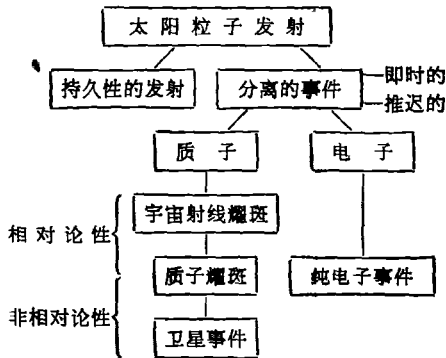 太阳粒子发射
持久性的发射
分离的事件
即时的
推迟的
质子
电子
宇宙射线耀斑
相对论性
质子耀斑
纯电子事件
非相对论性
卫星事件